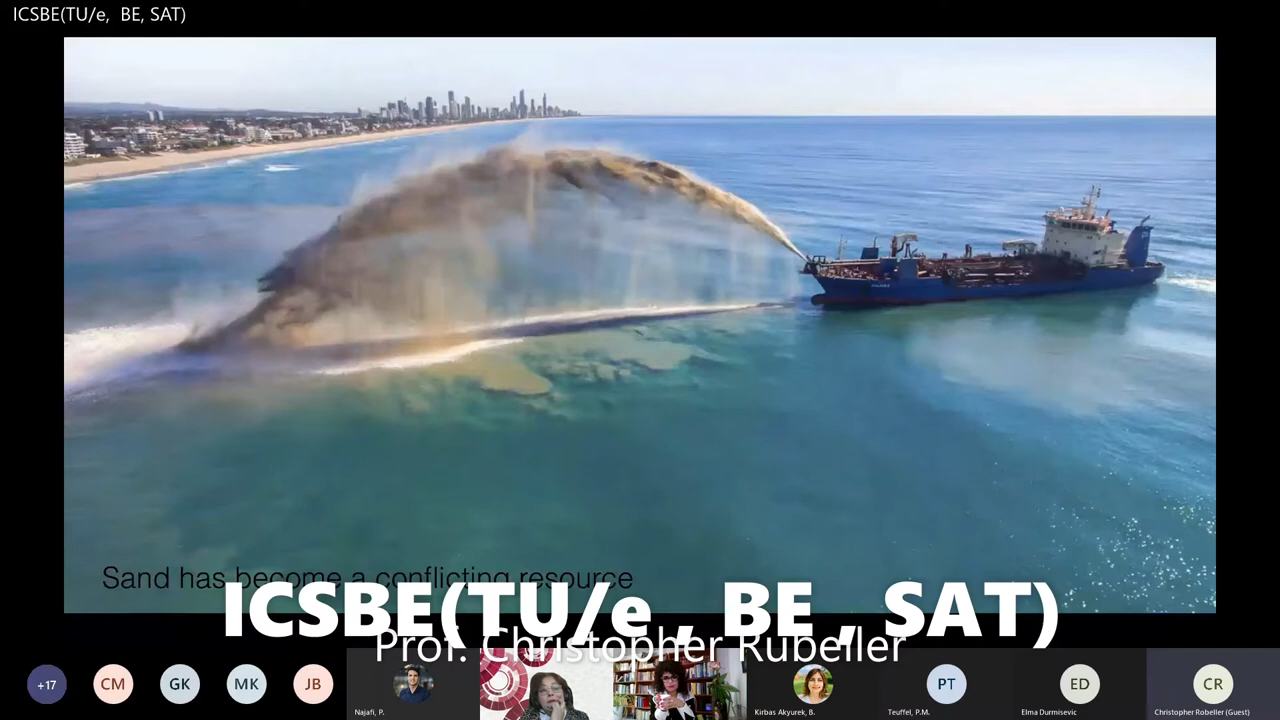 ICSBE(TU/e, BE, SAT)
Sand has become a conflicting resource
ICSBE(TU/e , BE , SAT)
Prof. Christopher Rubeller
+17
CM
GK
MK
JB
Najafi, P.
Kirbas Akyurek, B.
PT
Teuffel, P.M.
ED
Elma Durmisevic
CR
Christopher Robeller (Guest)